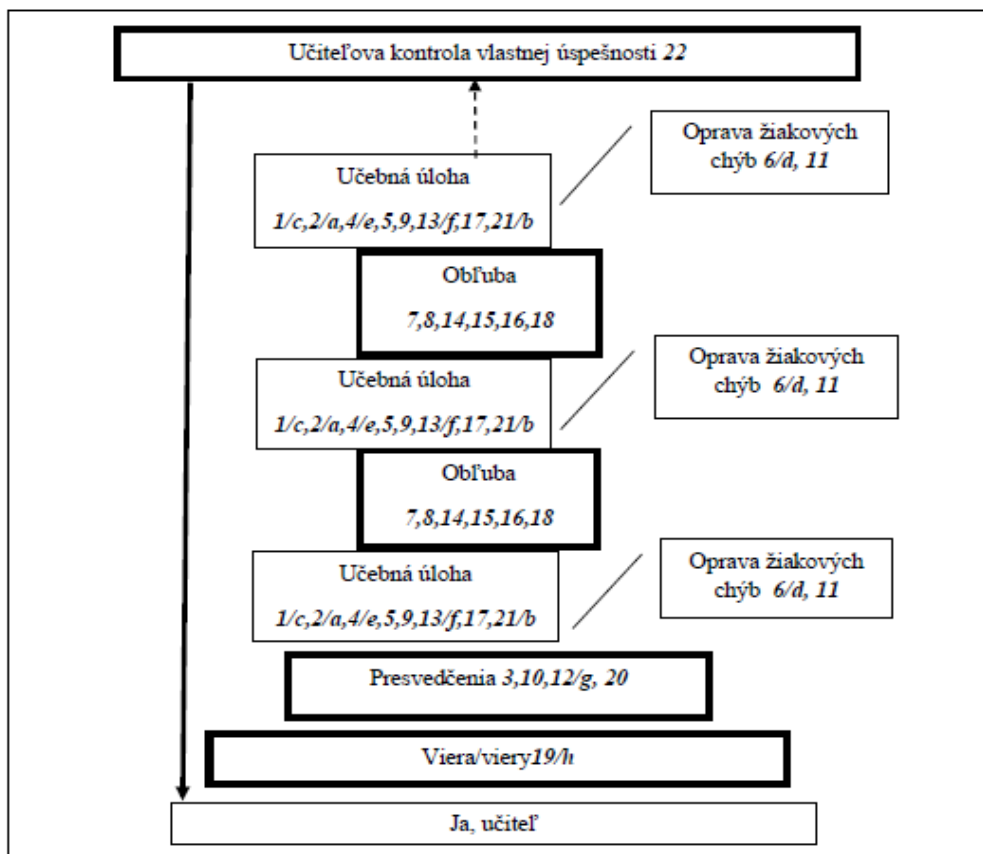 Učiteľova kontrola vlastnej úspešnosti 22
Oprava žiakových
chýb 6/d, 11
Učebná úloha
1/c,2/a,4/e,5,9,13/f,17,21/b
Obľuba
7,8,14,15,16,18
Oprava žiakových
chýb 6/d, 11
Učebná úloha
1/c,2/a,4/e,5,9,13/f,17,21/b
Obľuba
7,8,14,15,16,18
Oprava žiakových
chýb 6/d, 11
Učebná úloha
1/c,2/a,4/e,5,9,13/f,17,21/b
Presvedčenia 3,10,12/g, 20
Viera/viery19/h
Ja, učiteľ